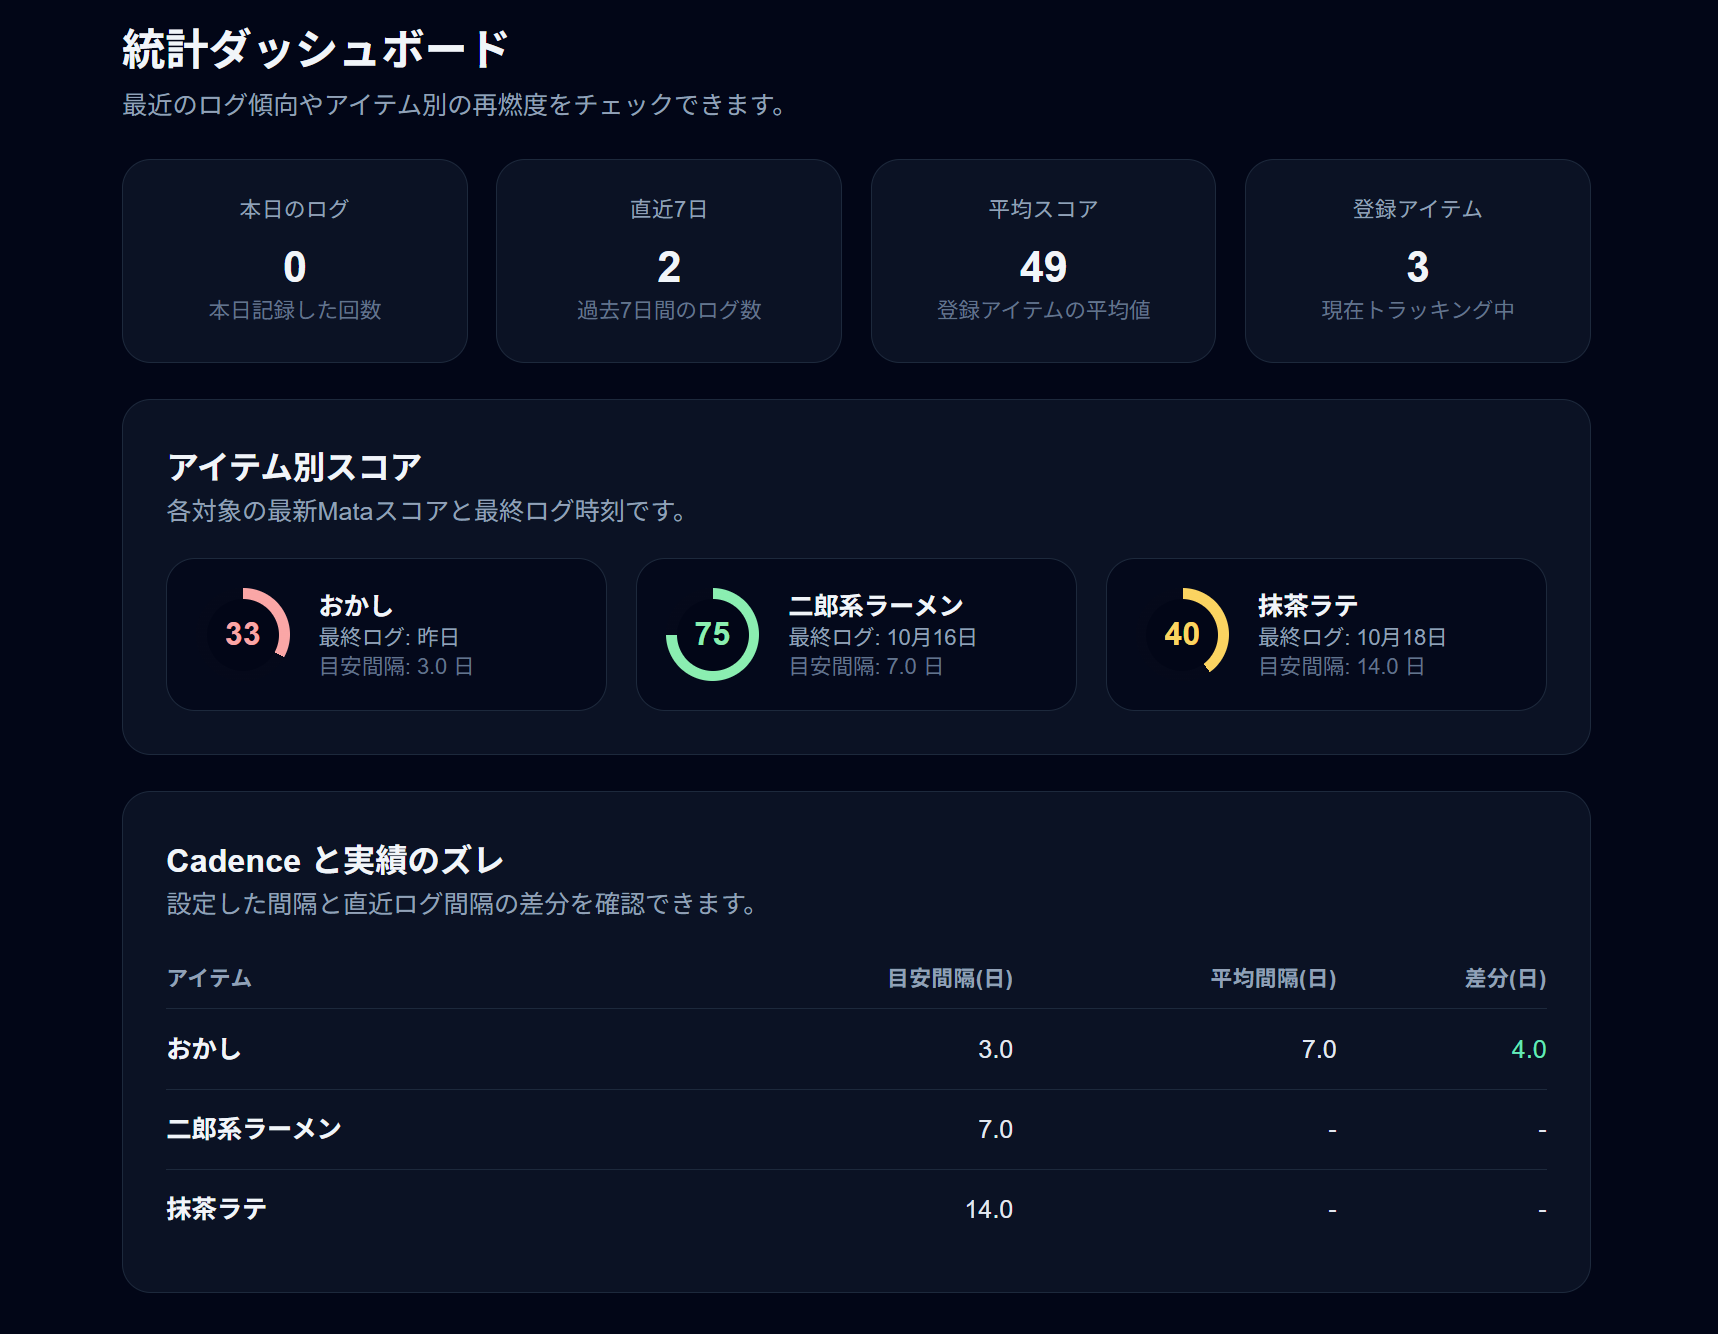 統計ダッシュボード
最近のログ傾向やアイテム別の再燃度をチェックできます。
本日のログ
0
本日記録した回数
直近7日
2
過去7日間のログ数
平均スコア
49
登録アイテムの平均値
登録アイテム
3
現在トラッキング中
アイテム別スコア
各対象の最新Mataスコアと最終ログ時刻です。
33
おかし
最終ログ: 昨日
目安間隔: 3.0 日
75
二郎系ラーメン
最終ログ: 10月16日
目安間隔: 7.0 日
40
抹茶ラテ
最終ログ: 10月18日
目安間隔: 14.0 日
Cadence と実績のズレ
設定した間隔と直近ログ間隔の差分を確認できます。
アイテム 目安間隔(日) 平均間隔(日) 差分(日)
おかし 3.0 7.0 4.0
二郎系ラーメン 7.0 - -
抹茶ラテ 14.0 - -